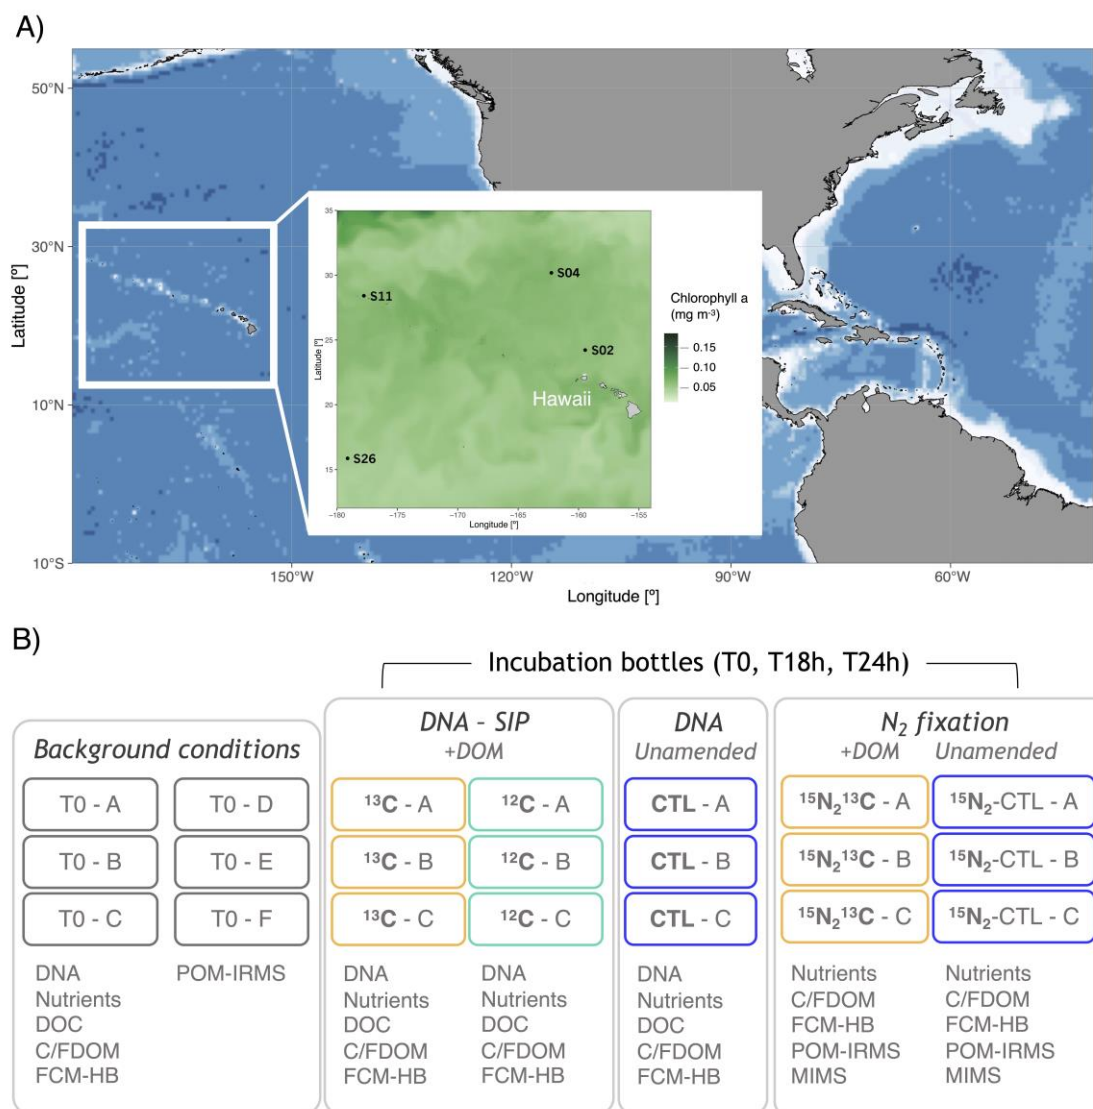 A)
50°N
30°N
10°N
10°S
Latitude [º]
150°W
120°W
90°W
60°W
Longitude [º]
35
30
25
20
15
Latitude [º]
−180
−175
−170
−165
−160
−155
Longitude [º]
S04
S11
S02
Hawaii
S26
Chlorophyll a
(mg m-3)
0.15
0.10
0.05
B)
Incubation bottles (T0, T18h, T24h)
Background conditions
T0 - A T0 - D
T0 - B T0 - E
T0 - C T0 - F
DNA POM-IRMS
Nutrients
DOC
C/FDOM
FCM-HB
DNA - SIP
+DOM
13C - A 12C - A
13C - B 12C - B
13C - C 12C - C
DNA DNA
Nutrients Nutrients
DOC DOC
C/FDOM C/FDOM
FCM-HB FCM-HB
DNA
Unamended
CTL - A
CTL - B
CTL - C
DNA
Nutrients
DOC
C/FDOM
FCM-HB
N2 fixation
+DOM Unamended
15N213C - A 15N2-CTL - A
15N213C - B 15N2-CTL - B
15N213C - C 15N2-CTL - C
Nutrients Nutrients
C/FDOM C/FDOM
FCM-HB FCM-HB
POM-IRMS POM-IRMS
MIMS MIMS